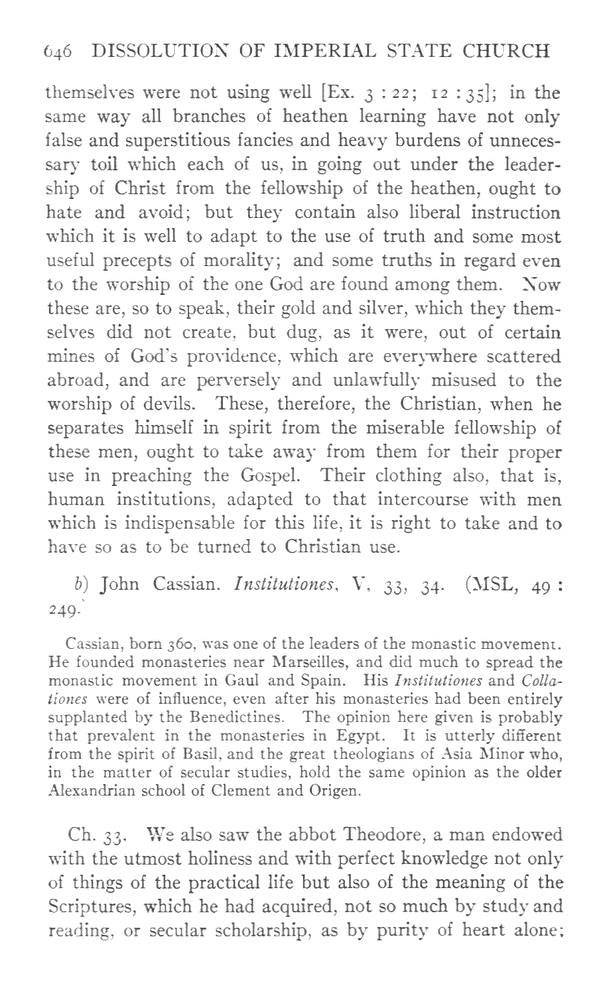 646 DISSOLUTION OF IMPERIAL STATE CHURCH
themselves were not using well [Ex. 3 : 22; 12 : 35]; in the
same way all branches of heathen learning have not only
false and superstitious fancies and heavy burdens of unneces-
sary toil which each of us, in going out under the leader-
ship of Christ from the fellowship of the heathen, ought to
hate and avoid; but they contain also liberal instruction
which it is well to adapt to the use of truth and some most
useful precepts of morality; and some truths in regard even
to the worship of the one God are found among them. Now
these are, so to speak, their gold and silver, which they them-
selves did not create, but dug, as it were, out of certain
mines of God's providence, which are everywhere scattered
abroad, and are perversely and unlawfully misused to the
worship of devils. These, therefore, the Christian, when he
separates himself in spirit from the miserable fellowship of
these men, ought to take away from them for their proper
use in preaching the Gospel. Their clothing also, that is,
human institutions, adapted to that intercourse with men
which is indispensable for this life, it is right to take and to
have so as to be turned to Christian use.
b) John Cassian. Institutiones, V, 33, 34. (MSL, 49 :
249.
Cassian, born 360, was one of the leaders of the monastic movement.
He founded monasteries near Marseilles, and did much to spread the
monastic movement in Gaul and Spain. His Institutiones and Colla-
tiones were of influence, even after his monasteries had been entirely
supplanted by the Benedictines. The opinion here given is probably
that prevalent in the monasteries in Egypt. It is utterly different
from the spirit of Basil, and the great theologians of Asia Minor who,
in the matter of secular studies, hold the same opinion as the older
Alexandrian school of Clement and Origen.
Ch. 33. We also saw the abbot Theodore, a man endowed
with the utmost holiness and with perfect knowledge not only
of things of the practical life but also of the meaning of the
Scriptures, which he had acquired, not so much by study and
reading, or secular scholarship, as by purity of heart alone;